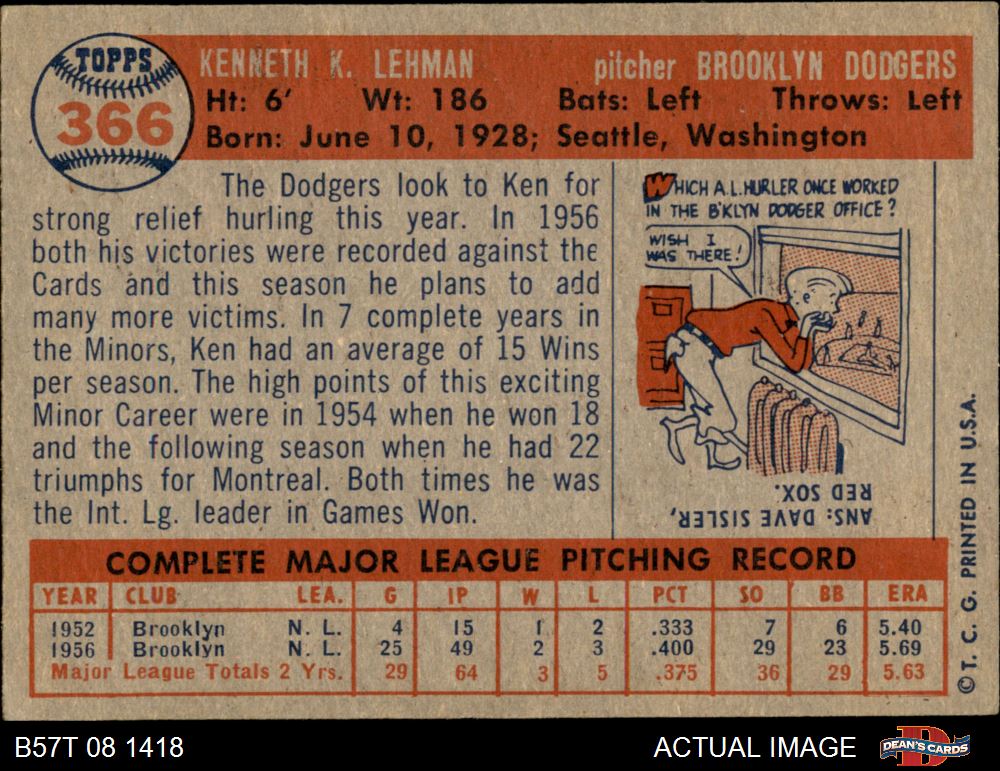 TOPPS
366
KENNETH K. LEHMAN pitcher BROOKLYN DODGERS
Ht: 6' Wt: 186 Bats: Left Throws: Left
Born: June 10, 1928; Seattle, Washington
The Dodgers look to Ken for
strong relief hurling this year. In 1956
both his victories were recorded against the
Cards and this season he plans to add
many more victims. In 7 complete years in
the Minors, Ken had an average of 15 Wins
per season. The high points of this exciting
Minor Career were in 1954 when he won 18
and the following season when he had 22
triumphs for Montreal. Both times he was
the Int. Lg. leader in Games Won.
WHICH A.L. HURLER ONCE WORKED
IN THE B'KLYN DODGER OFFICE?
WISH I
WAS THERE!
ANS: DAVE SISLER,
RED SOX.
COMPLETE MAJOR LEAGUE PITCHING RECORD
YEAR CLUB LEA. G IP W L PCT SO BB ERA
1952 Brooklyn N. L. 4 15 1 2 .333 7 6 5.40
1956 Brooklyn N. L. 25 49 2 3 .400 29 23 5.69
Major League Totals 2 Yrs. 29 64 3 5 .375 36 29 5.63
© T. C. G. PRINTED IN U.S.A.
B57T 08 1418 ACTUAL IMAGE
DEAN'S CARDS